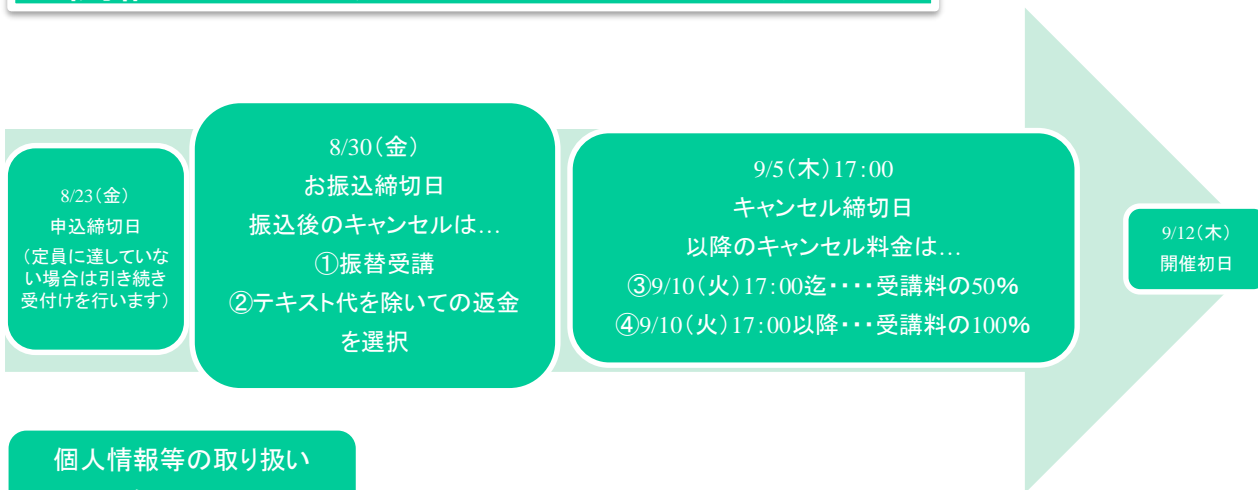 8/23(金)
申込締切日
(定員に達していな
い場合は引き続き
受付けを行います)
8/30(金)
お振込締切日
振込後のキャンセルは…
①振替受講
②テキスト代を除いての返金
を選択
9/5(木)17:00
キャンセル締切日
以降のキャンセル料金は…
③9/10(火)17:00迄・・・・受講料の50%
④9/10(火)17:00以降・・・受講料の100%
9/12(木)
開催初日
個人情報等の取り扱い